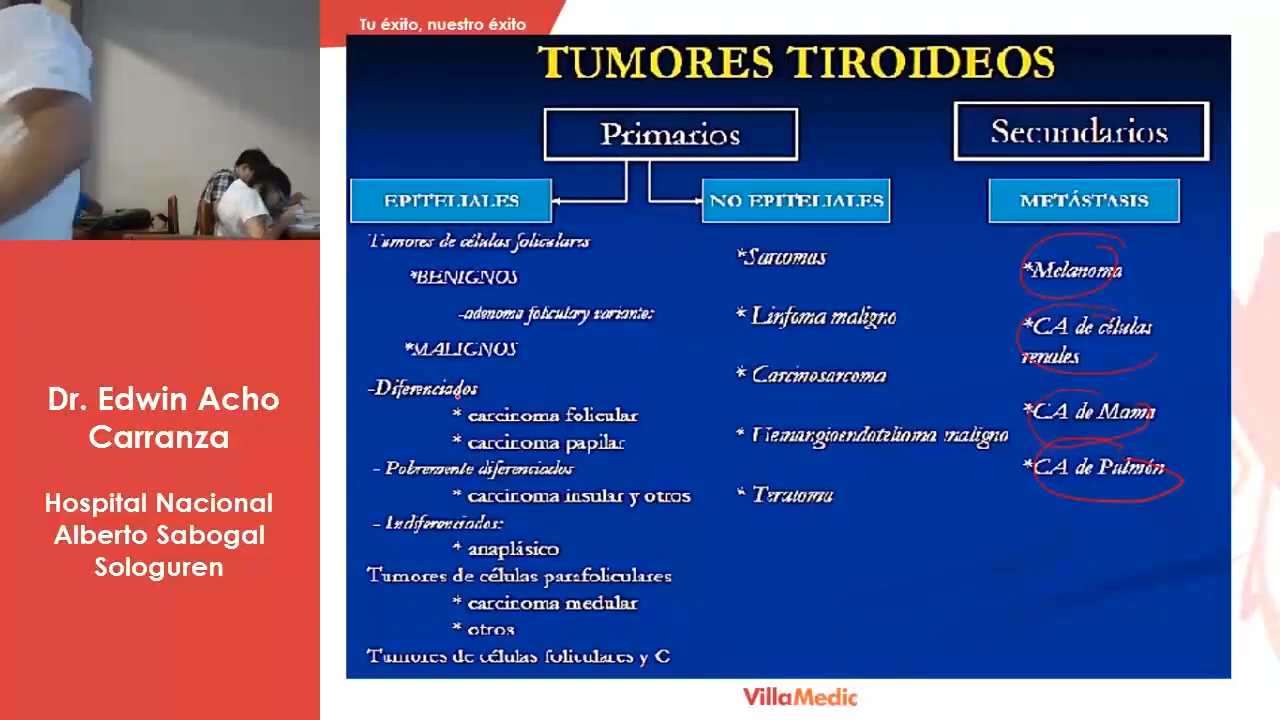 Tu éxito, nuestro éxito
TUMORES TIROIDEOS
Primarios
Secundarios
EPITELIALES
NO EPITELIALES
METÁSTASIS
Tumores de células foliculares
*BENIGNOS
-adenoma folicular y variantes
*MALIGNOS
-Diferenciados
* carcinoma folicular
* carcinoma papilar
- Pobremente diferenciados
* carcinoma insular y otros
- Indiferenciados:
* anaplásico
Tumores de células parafoliculares
* carcinoma medular
* otros
Tumores de células foliculares y C
*Sarcomas
* Linfoma maligno
* Carcinosarcoma
* Hemangioendotelioma maligno
* Teratoma
*Melanoma
*CA de células
renales
*CA de Mama
*CA de Pulmón
Dr. Edwin Acho
Carranza
Hospital Nacional
Alberto Sabogal
Sologuren
VillaMedic